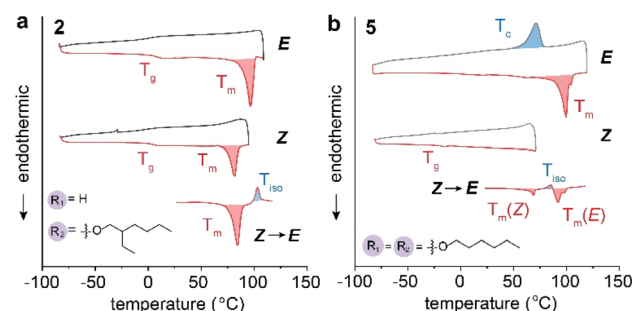 a
2
E
Tg
Tm
Z
Tg
Tm
Tiso
R1 = H
R2 =
O
Tm
Z → E
endothermic
-100 -50 0 50 100 150
temperature (°C)
b
5
Tc
E
Tm
Z
Tg
Z → E
Tiso
Tm(Z)
Tm(E)
R1 = R2 =
O
endothermic
-100 -50 0 50 100 150
temperature (°C)